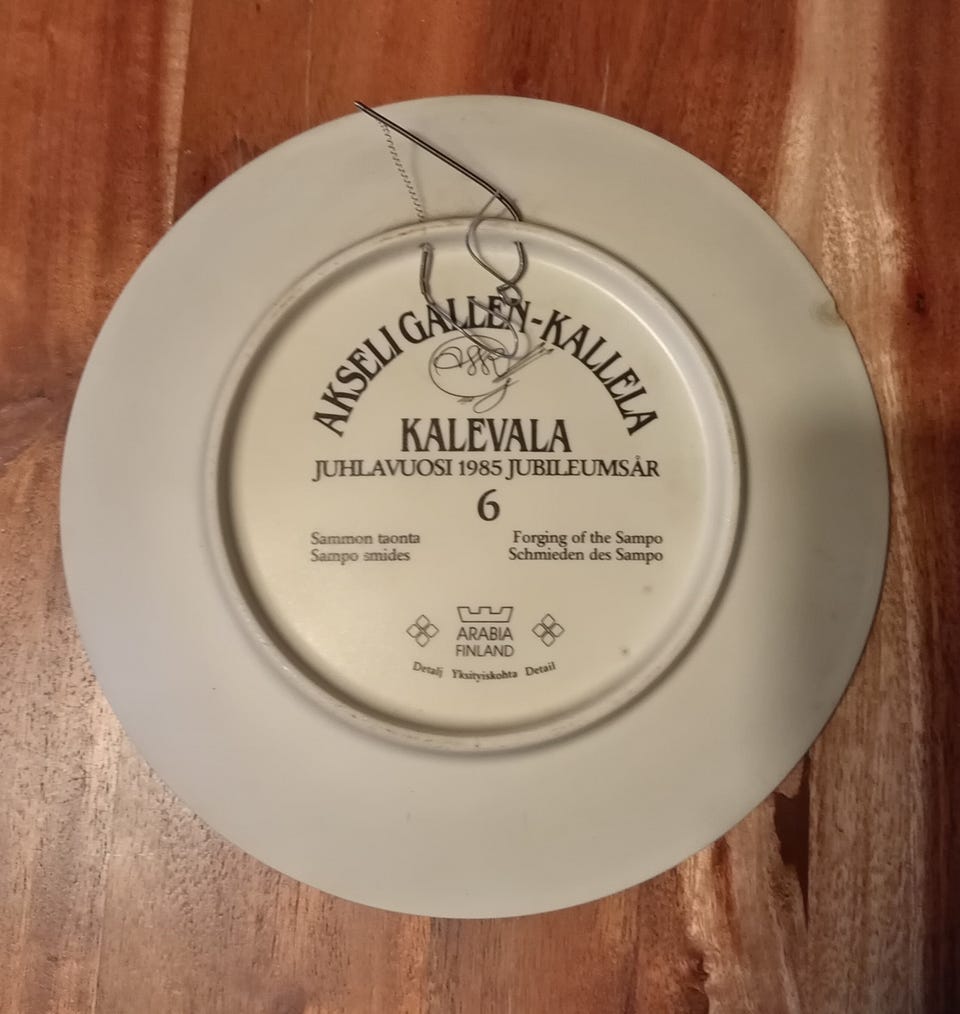 AKSELI GALLEN-KALLELA
KALEVALA
JUHLAVUOSI 1985 JUBILEUMSÅR
6
Sammon taonta
Sampo smides
Forging of the Sampo
Schmieden des Sampo
ARABIA
FINLAND
Detalj Yksityiskohta Detail